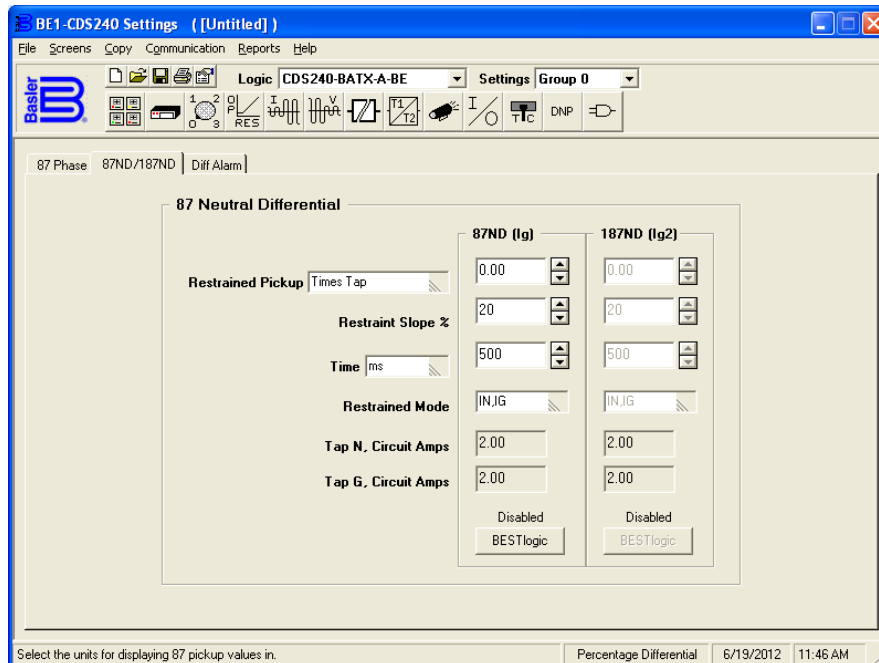 BE1-CDS240 Settings ( [Untitled] )
File Screens Copy Communication Reports Help
Basler
Logic CDS240-BATX-A-BE Settings Group 0
1 2 0 3 O P RES I V T1 T2 I O T C DNP
87 Phase 87ND/187ND Diff Alarm
87 Neutral Differential
87ND (Ig) 187ND (Ig2)
Restrained Pickup Times Tap 0.00 0.00
Restraint Slope % 20 20
Time ms 500 500
Restrained Mode IN,IG IN,IG
Tap N, Circuit Amps 2.00 2.00
Tap G, Circuit Amps 2.00 2.00
Disabled Disabled
BESTlogic BESTlogic
Select the units for displaying 87 pickup values in. Percentage Differential 6/19/2012 11:46 AM